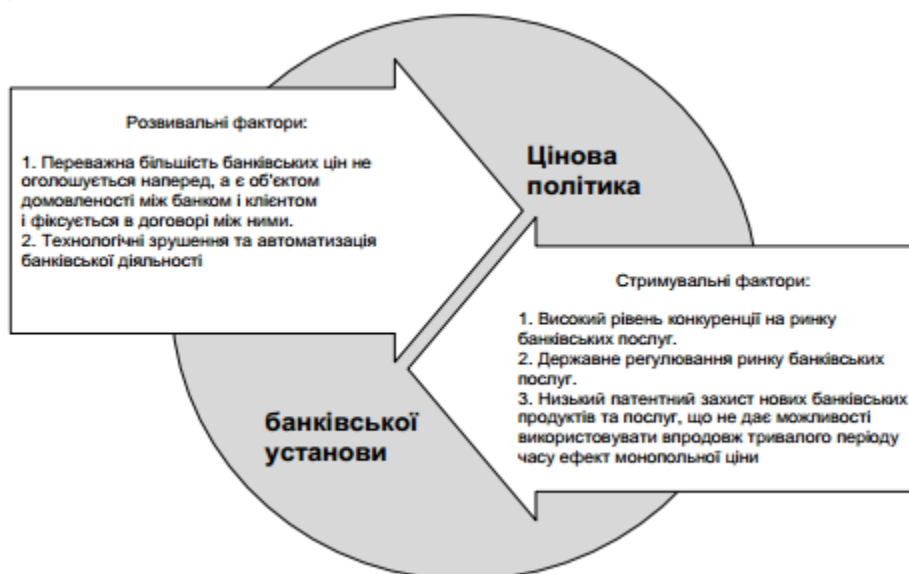 Розвивальні фактори:
1. Переважна більшість банківських цін не
оголошується наперед, а є об'єктом
домовленості між банком і клієнтом
і фіксується в договорі між ними.
2. Технологічні зрушення та автоматизація
банківської діяльності
Цінова
політика
Стримувальні фактори:
1. Високий рівень конкуренції на ринку
банківських послуг.
2. Державне регулювання ринку банківських
послуг.
3. Низький патентний захист нових банківських
продуктів та послуг, що не дає можливості
використовувати впродовж тривалого періоду
часу ефект монопольної ціни
банківської
установи